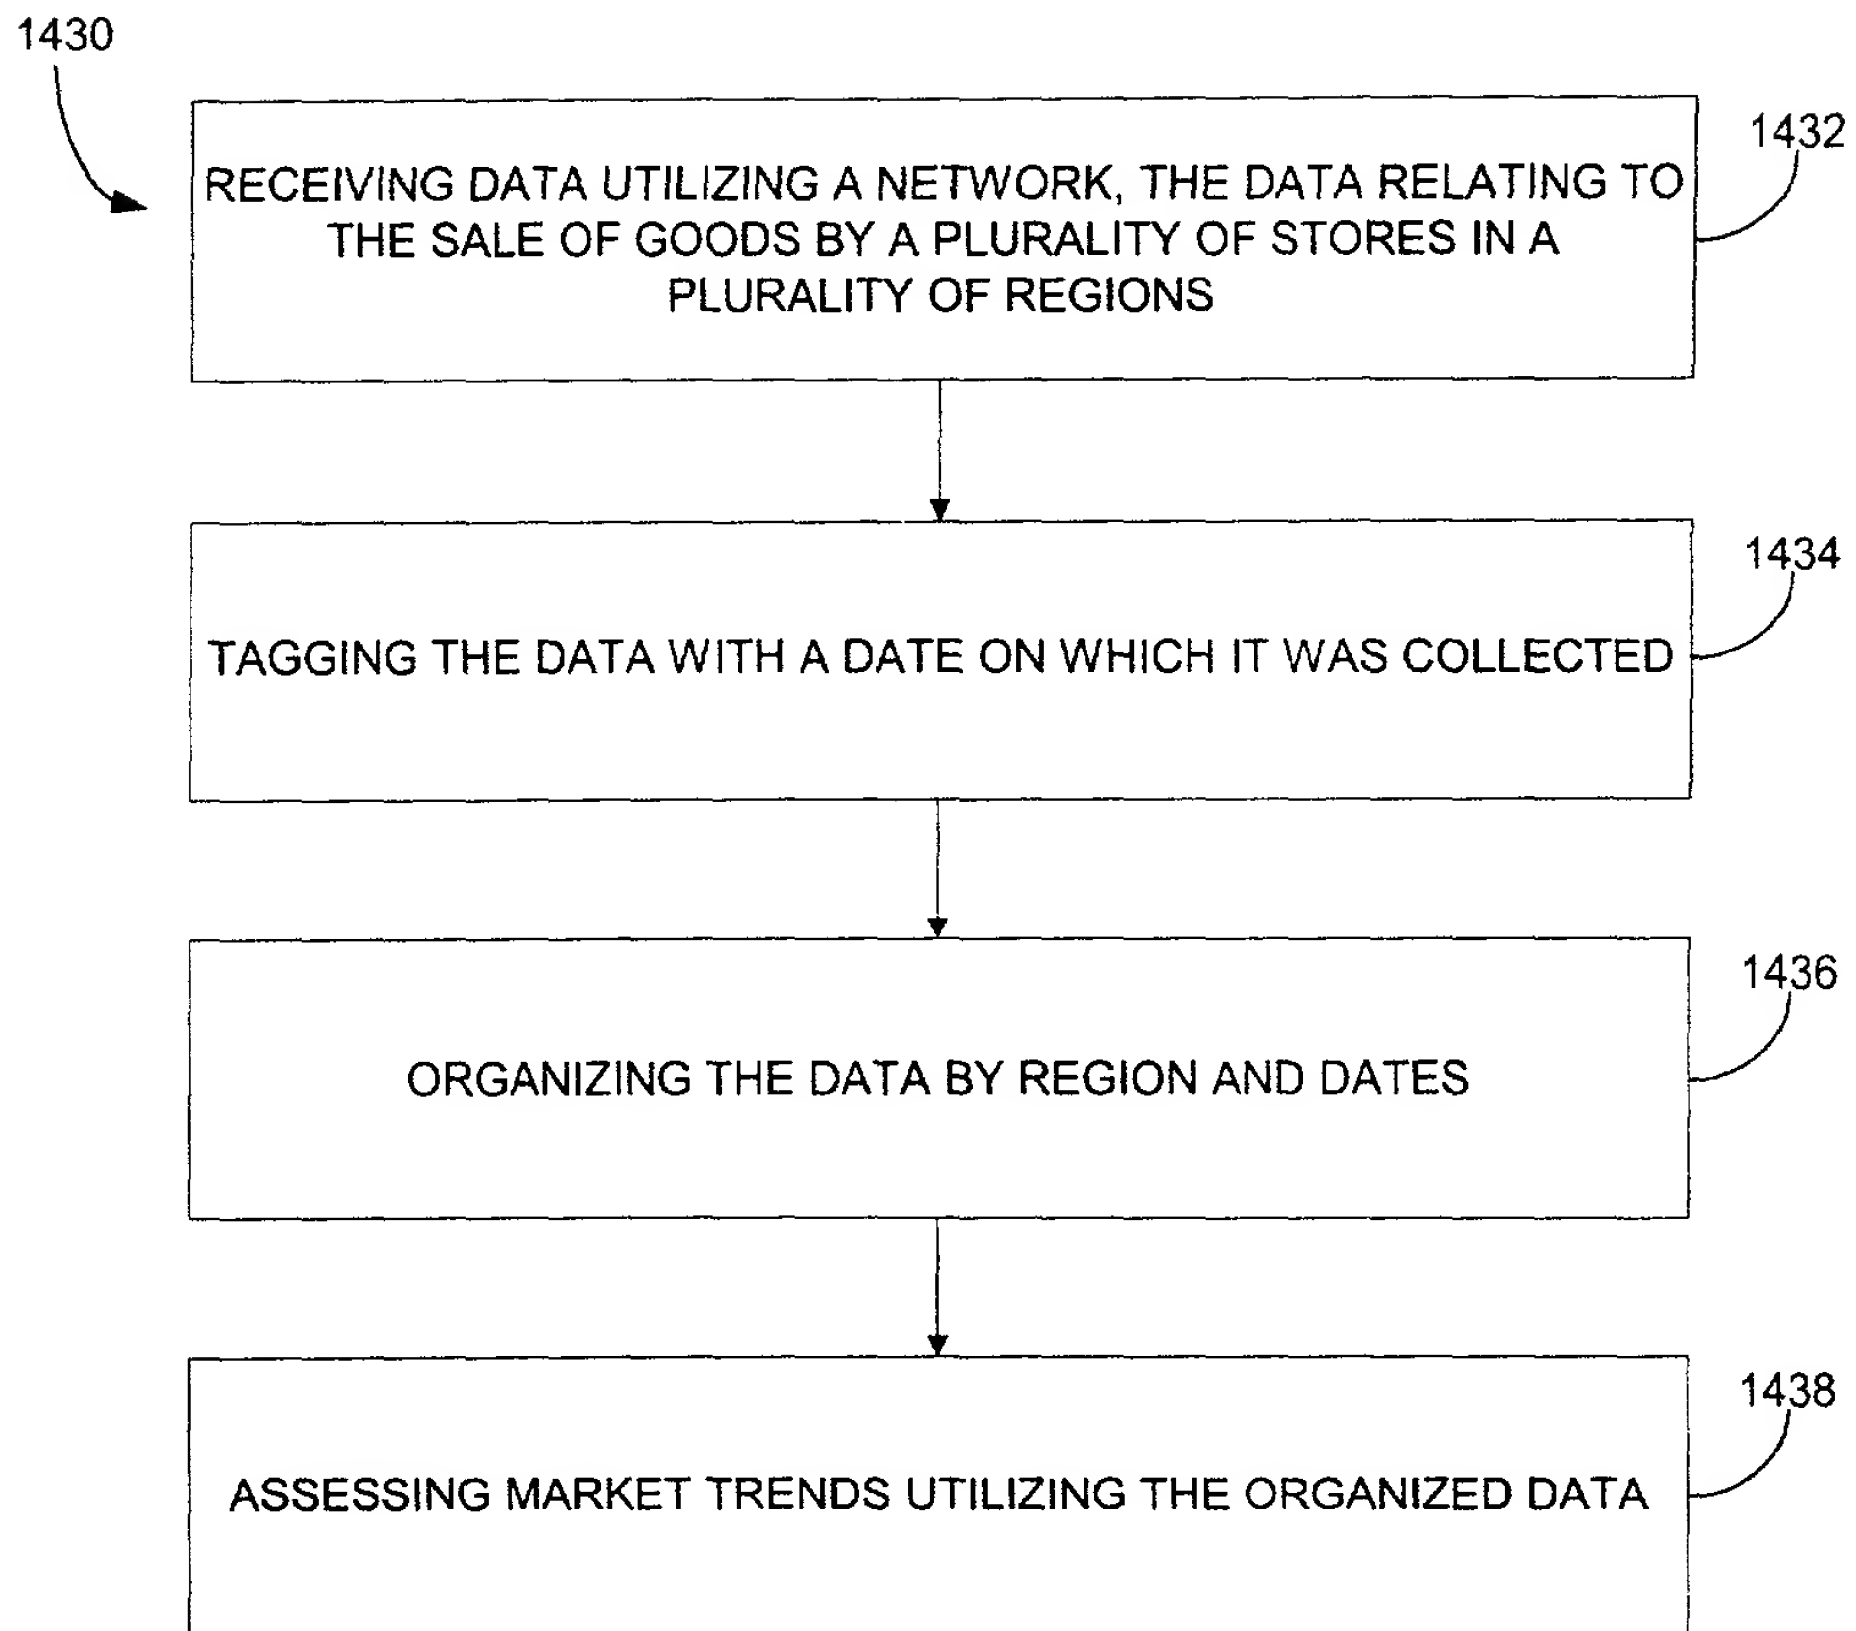 1430
1432
RECEIVING DATA UTILIZING A NETWORK, THE DATA RELATING TO
THE SALE OF GOODS BY A PLURALITY OF STORES IN A
PLURALITY OF REGIONS
1434
TAGGING THE DATA WITH A DATE ON WHICH IT WAS COLLECTED
1436
ORGANIZING THE DATA BY REGION AND DATES
1438
ASSESSING MARKET TRENDS UTILIZING THE ORGANIZED DATA